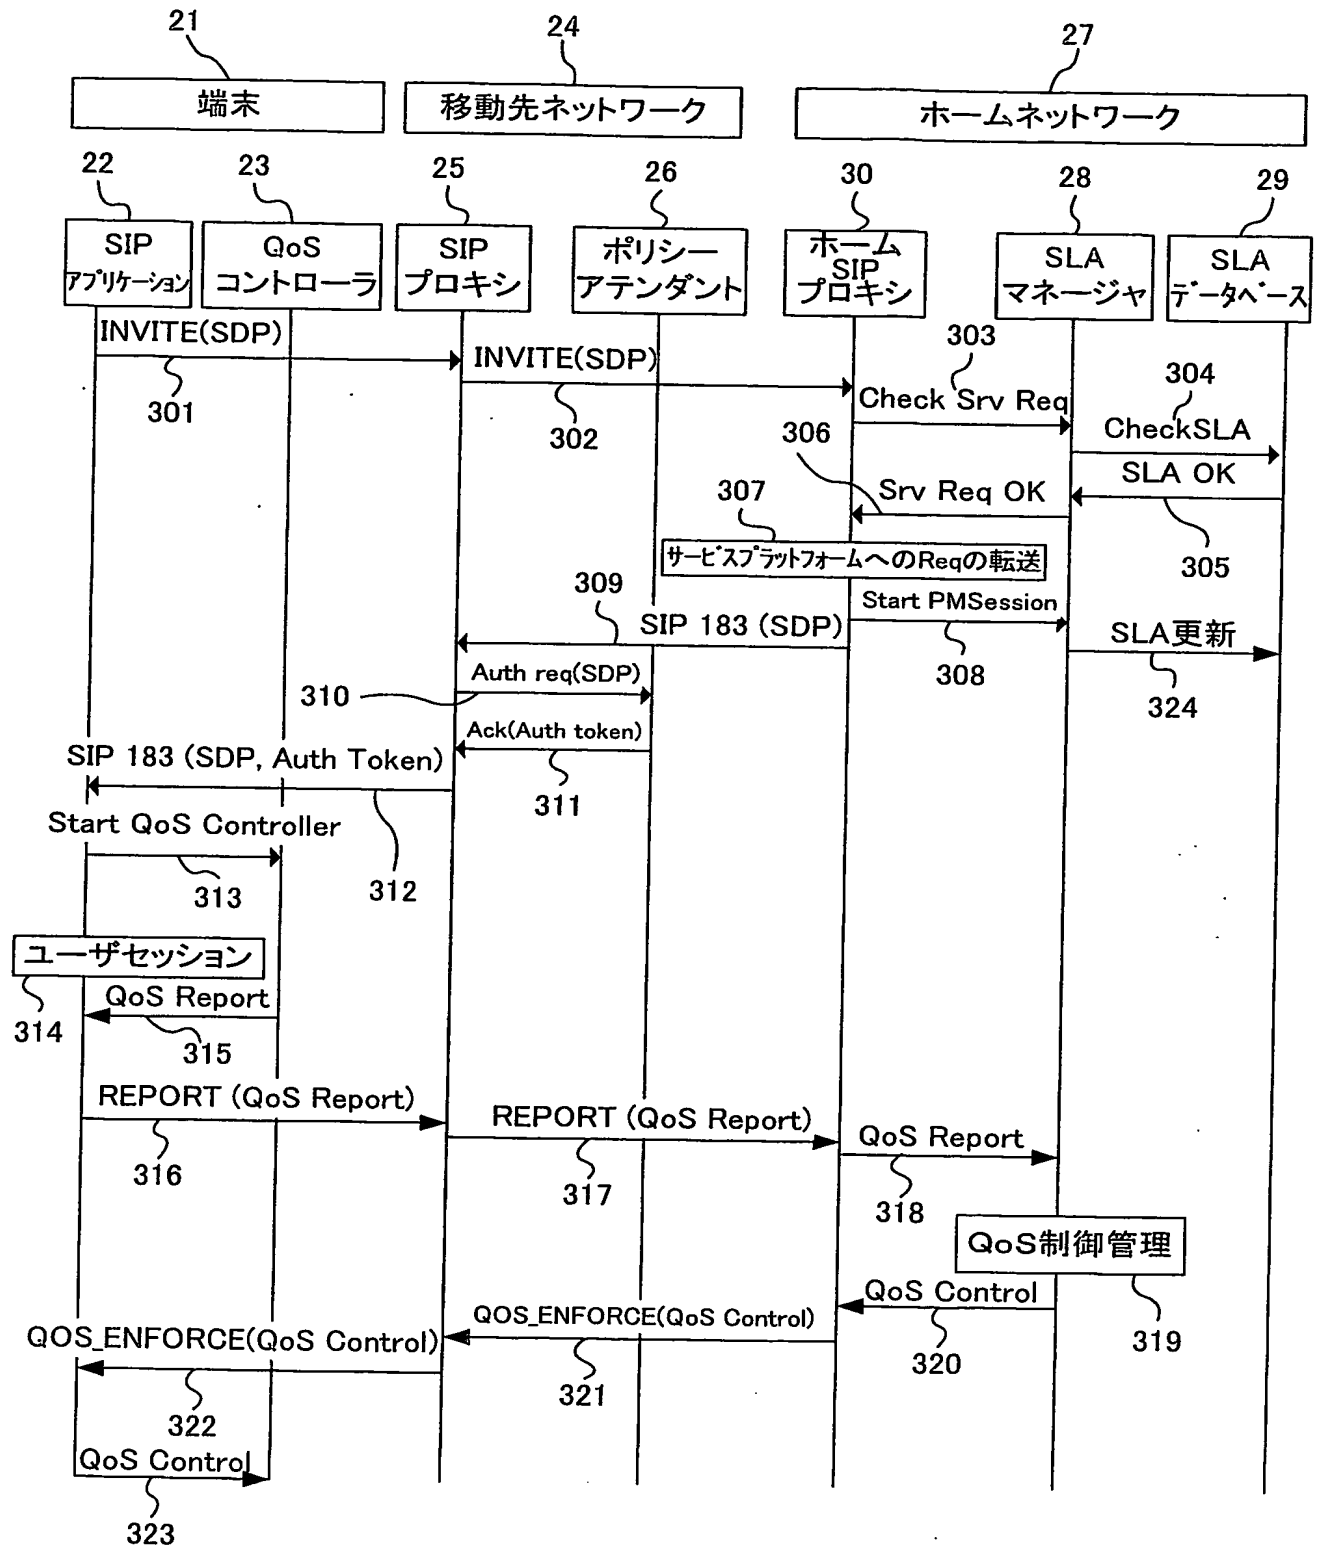 21
24
27
端末
移動先ネットワーク
ホームネットワーク
22
23
25
26
30
28
29
SIP
アプリケーション
QoS
コントローラ
SIP
プロキシ
ポリシー
アテンダント
ホーム
SIP
プロキシ
SLA
マネージャ
SLA
データベース
INVITE(SDP)
301
INVITE(SDP)
302
303
Check Srv Req
304
CheckSLA
SLA OK
305
306
Srv Req OK
307
サービスプラットフォームへのReqの転送
Start PMSession
308
309
SIP 183 (SDP)
SLA更新
324
Auth req(SDP)
310
Ack(Auth token)
311
SIP 183 (SDP, Auth Token)
312
Start QoS Controller
313
ユーザセッション
314
QoS Report
315
REPORT (QoS Report)
316
REPORT (QoS Report)
317
QoS Report
318
QoS制御管理
319
QoS Control
320
QOS_ENFORCE(QoS Control)
321
QOS_ENFORCE(QoS Control)
322
QoS Control
323